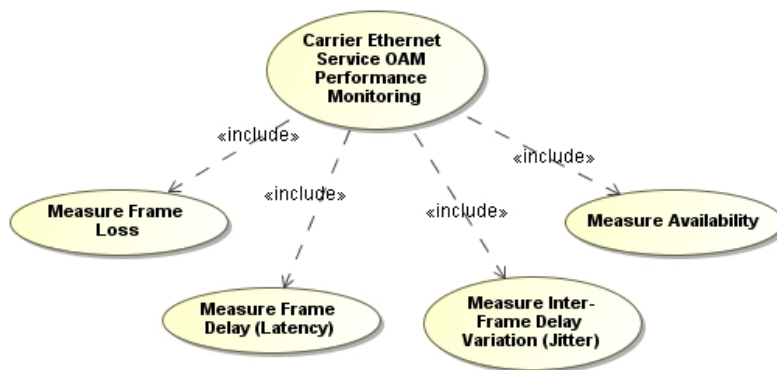 Carrier Ethernet
Service OAM
Performance
Monitoring
«include»
«include»
«include»
«include»
Measure Frame
Loss
Measure Frame
Delay (Latency)
Measure Inter-
Frame Delay
Variation (Jitter)
Measure Availability